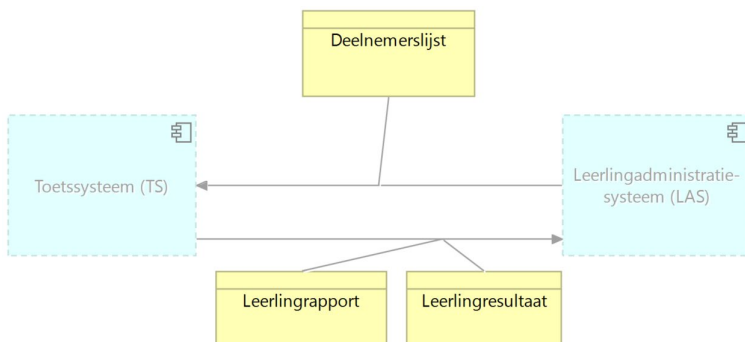 Deelnemerslijst
Toetssysteem (TS)
Leerlingadministratie-
systeem (LAS)
Leerlingrapport
Leerlingresultaat